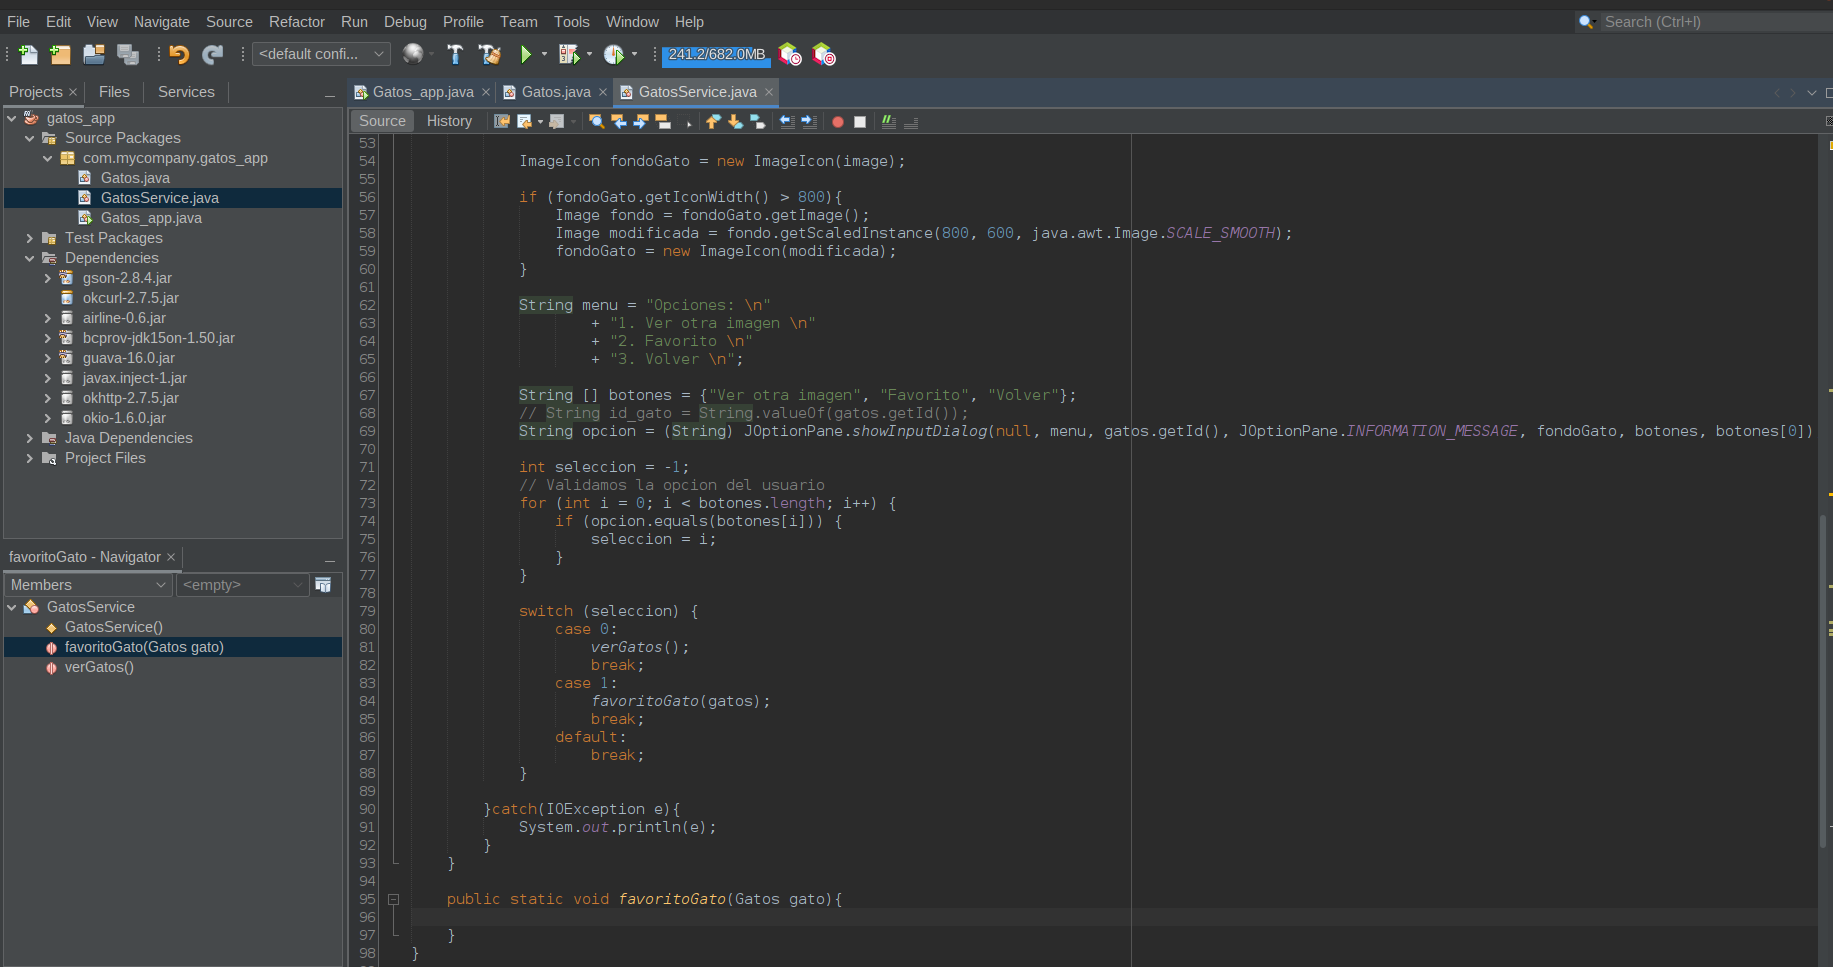 File Edit View Navigate Source Refactor Run Debug Profile Team Tools Window Help
Search (Ctrl+I)
<default confi...
241.2/682.0MB
Projects Files Services
Gatos_app.java Gatos.java GatosService.java
Source History
gatos_app
Source Packages
com.mycompany.gatos_app
Gatos.java
GatosService.java
Gatos_app.java
Test Packages
Dependencies
gson-2.8.4.jar
okcurl-2.7.5.jar
airline-0.6.jar
bcprov-jdk15on-1.50.jar
guava-16.0.jar
javax.inject-1.jar
okhttp-2.7.5.jar
okio-1.6.0.jar
Java Dependencies
Project Files
favoritoGato - Navigator
Members <empty>
GatosService
GatosService()
favoritoGato(Gatos gato)
verGatos()
53
54 ImageIcon fondoGato = new ImageIcon(image);
55
56 if (fondoGato.getIconWidth() > 800){
57 Image fondo = fondoGato.getImage();
58 Image modificada = fondo.getScaledInstance(800, 600, java.awt.Image.SCALE_SMOOTH);
59 fondoGato = new ImageIcon(modificada);
60 }
61
62 String menu = "Opciones: \n"
63 + "1. Ver otra imagen \n"
64 + "2. Favorito \n"
65 + "3. Volver \n";
66
67 String [] botones = {"Ver otra imagen", "Favorito", "Volver"};
68 // String id_gato = String.valueOf(gatos.getId());
69 String opcion = (String) JOptionPane.showInputDialog(null, menu, gatos.getId(), JOptionPane.INFORMATION_MESSAGE, fondoGato, botones, botones[0])
70
71 int seleccion = -1;
72 // Validamos la opcion del usuario
73 for (int i = 0; i < botones.length; i++) {
74 if (opcion.equals(botones[i])) {
75 seleccion = i;
76 }
77 }
78
79 switch (seleccion) {
80 case 0:
81 verGatos();
82 break;
83 case 1:
84 favoritoGato(gatos);
85 break;
86 default:
87 break;
88 }
89
90 }catch(IOException e){
91 System.out.println(e);
92 }
93 }
94
95 public static void favoritoGato(Gatos gato){
96
97 }
98 }